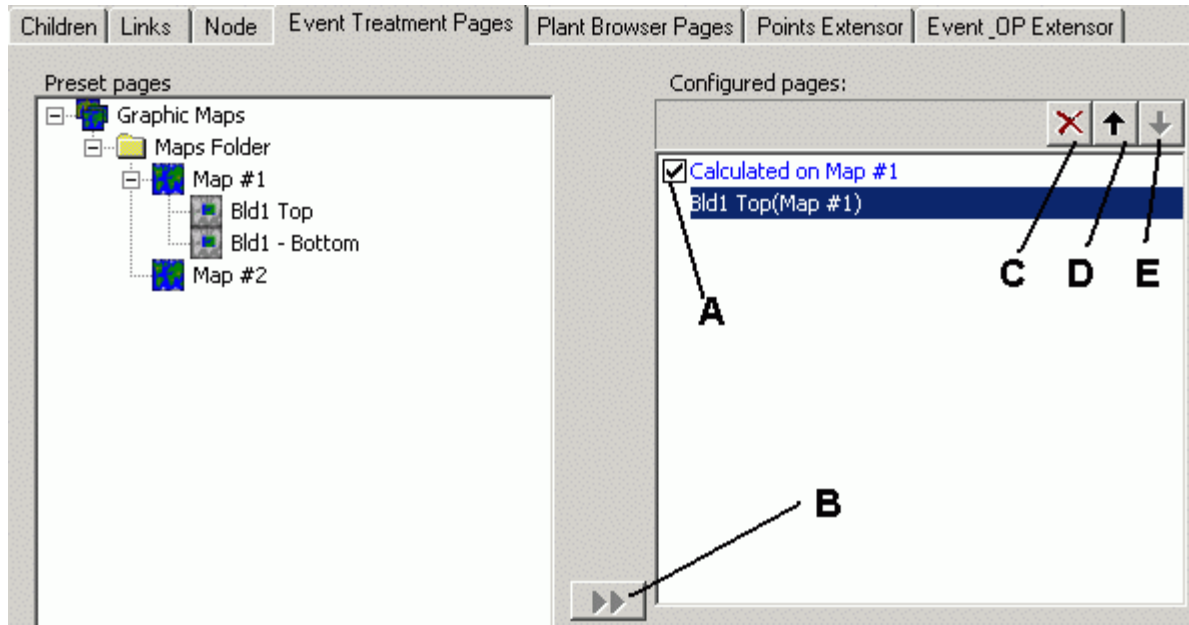 Children Links Node Event Treatment Pages Plant Browser Pages Points Extensor Event_OP Extensor
Preset pages
Graphic Maps
Maps Folder
Map #1
Bld1 Top
Bld1 - Bottom
Map #2
Configured pages:
Calculated on Map #1
Bld1 Top(Map #1)
C D E
A
B